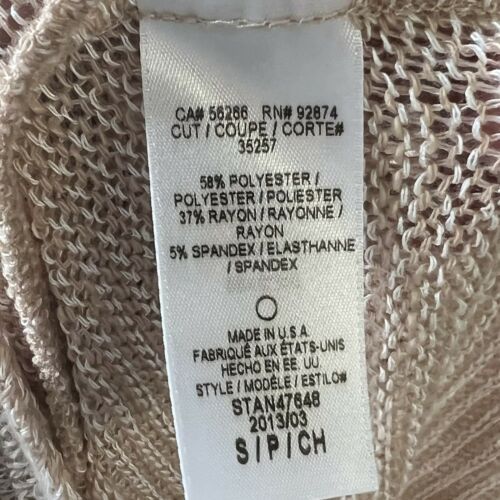 CA# 56266 RN# 92874
CUT / COUPE / CORTE#
35257
58% POLYESTER /
POLYESTER / POLIESTER
37% RAYON / RAYONNE /
RAYON
5% SPANDEX / ELASTHANNE
/ SPANDEX
MADE IN U.S.A.
FABRIQUÉ AUX ÉTATS-UNIS
HECHO EN EE. UU.
STYLE / MODÈLE / ESTILO#
STAN47648
2013/03
S / P / CH